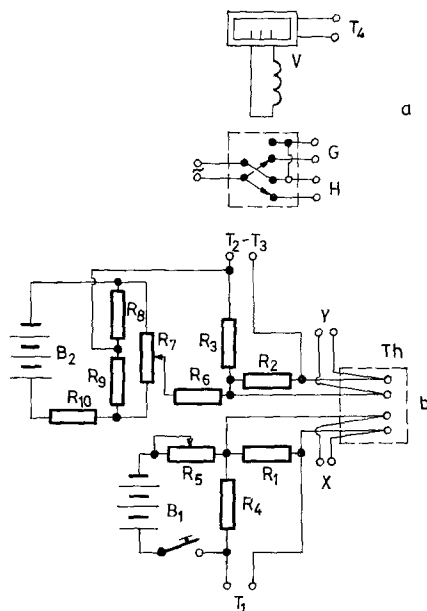 T4
V
a
G
≈
H
T2-T3
R8
Y
R7
R3
Th
B2
R2
R9
R6
b
R10
R5
R1
X
B1
R4
T1